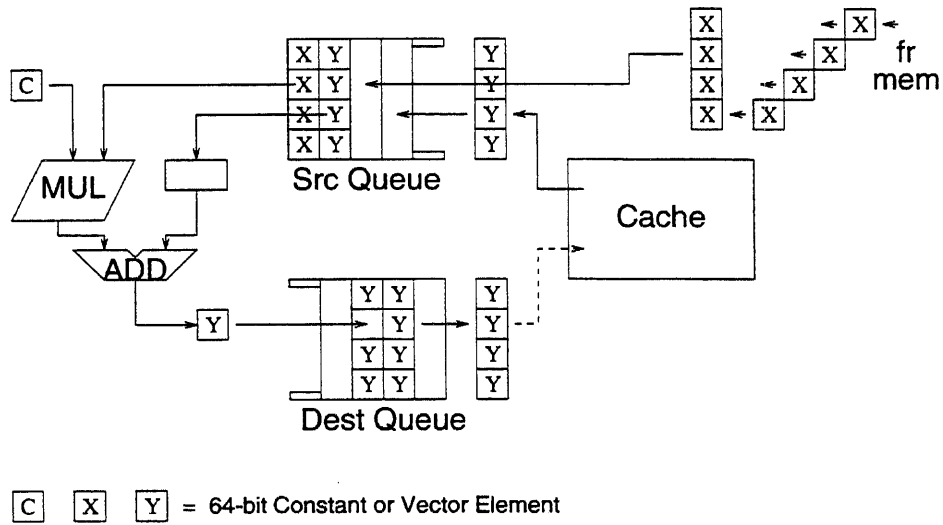 X X
X Y Y X X fr
C X Y Y X X mem
X Y Y X X
X Y Y
Src Queue
MUL
Cache
ADD
Y Y Y
Y Y Y
Y Y Y
Y Y Y
Dest Queue
C X Y = 64-bit Constant or Vector Element